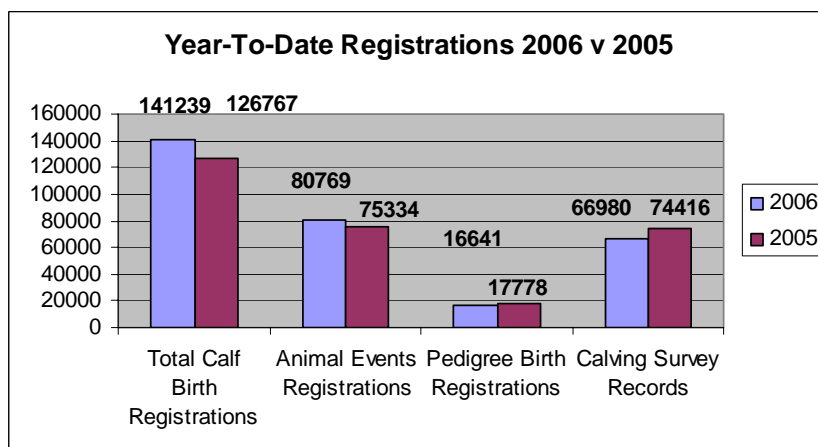 Year-To-Date Registrations 2006 v 2005
160000
140000
120000
100000
80000
60000
40000
20000
0
141239 126767
80769
75334
16641
17778
66980 74416
Total Calf
Birth
Registrations
Animal Events
Registrations
Pedigree Birth
Registrations
Calving Survey
Records
2006
2005